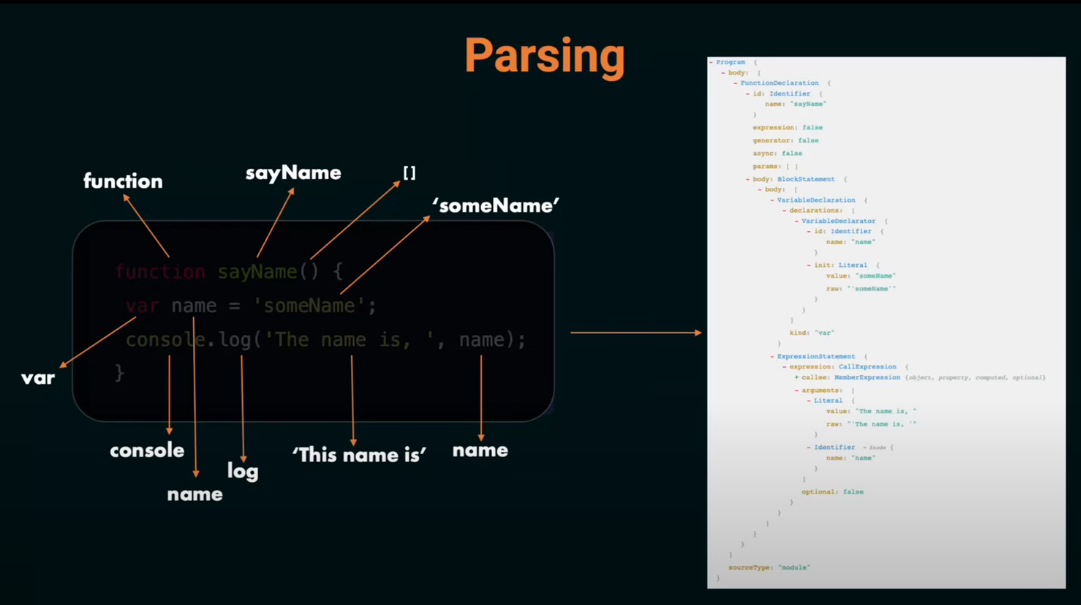 Parsing
function
sayName
[]
‘someName’
function sayName() {
var name = 'someName';
console.log('The name is, ', name);
}
var
console
name
log
‘This name is’
name
- Program {
- body: [
- FunctionDeclaration {
- id: Identifier {
name: "sayName"
}
expression: false
generator: false
async: false
params: [ ]
- body: BlockStatement {
- body: [
- VariableDeclaration {
- declarations: [
- VariableDeclarator {
- id: Identifier {
name: "name"
}
- init: Literal {
value: "someName"
raw: "'someName'"
}
}
]
kind: "var"
}
- ExpressionStatement {
- expression: CallExpression {
+ callee: MemberExpression {object, property, computed, optional}
- arguments: [
- Literal {
value: "The name is, "
raw: "'The name is, '"
}
- Identifier = $node {
name: "name"
}
]
optional: false
}
}
]
}
}
]
sourceType: "module"
}